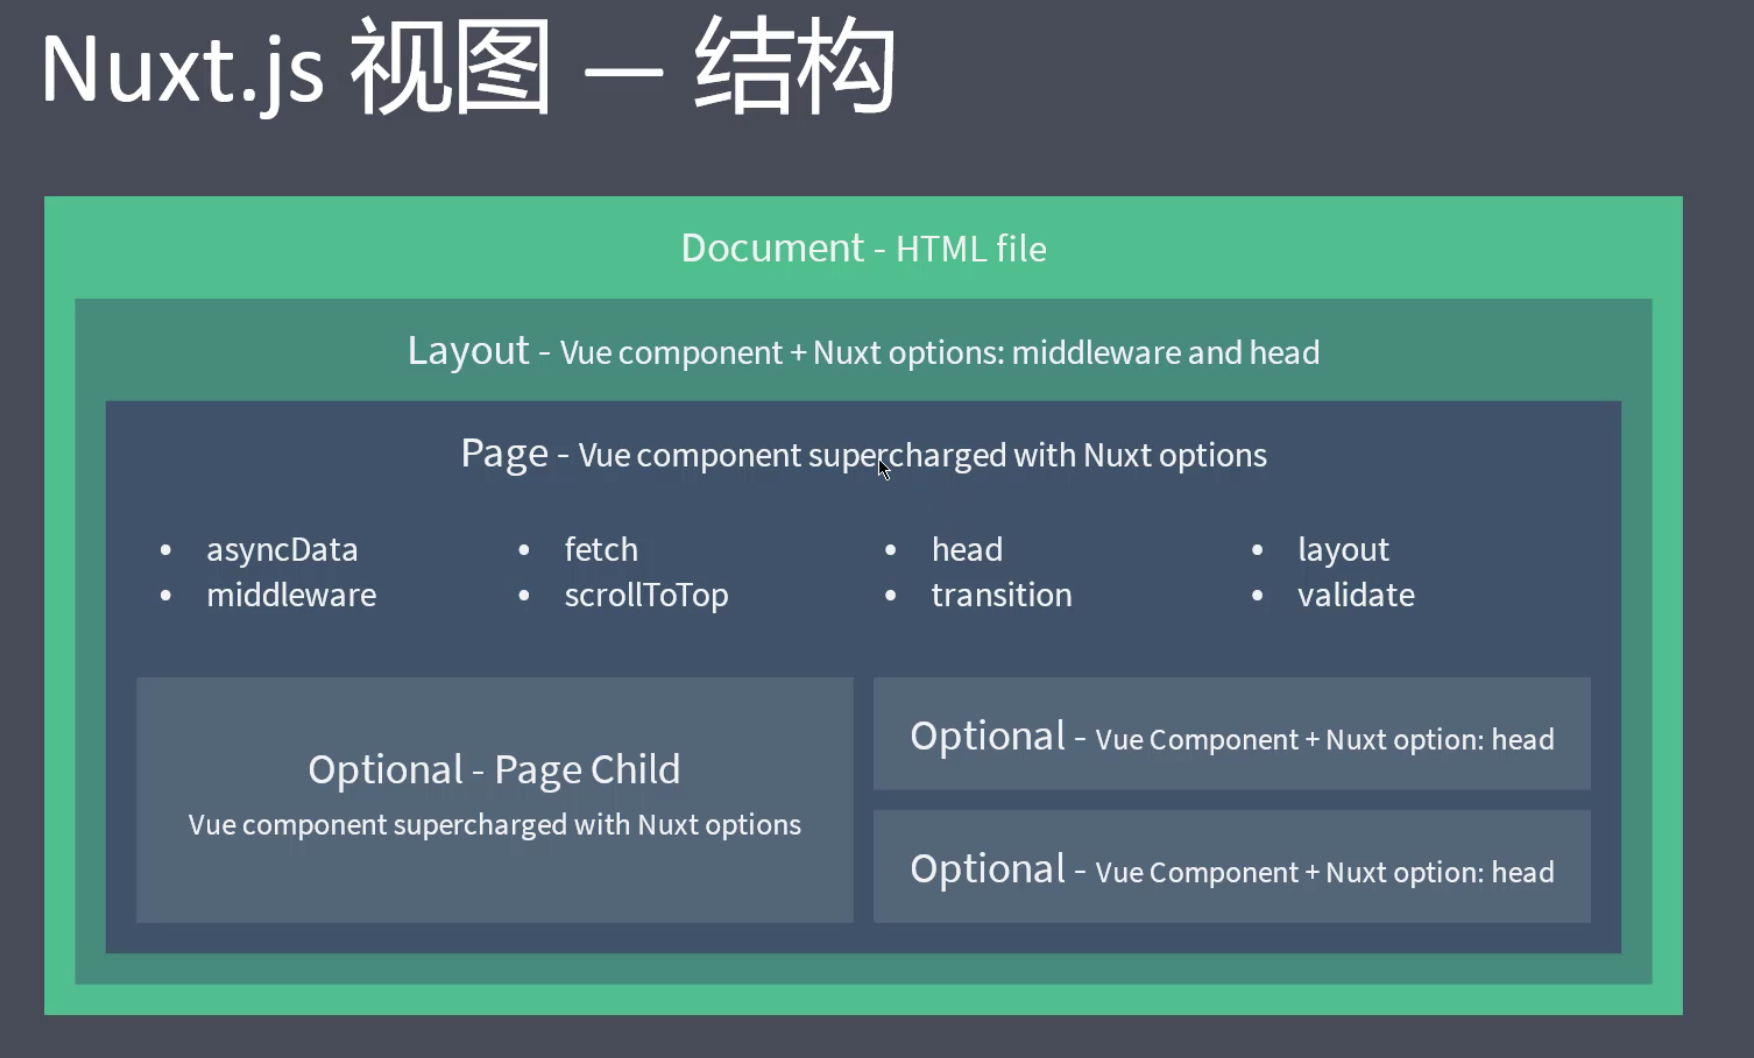 Nuxt.js 视图 — 结构
Document - HTML file
Layout - Vue component + Nuxt options: middleware and head
Page - Vue component supercharged with Nuxt options
• asyncData • fetch • head • layout
• middleware • scrollToTop • transition • validate
Optional - Page Child
Vue component supercharged with Nuxt options
Optional - Vue Component + Nuxt option: head
Optional - Vue Component + Nuxt option: head